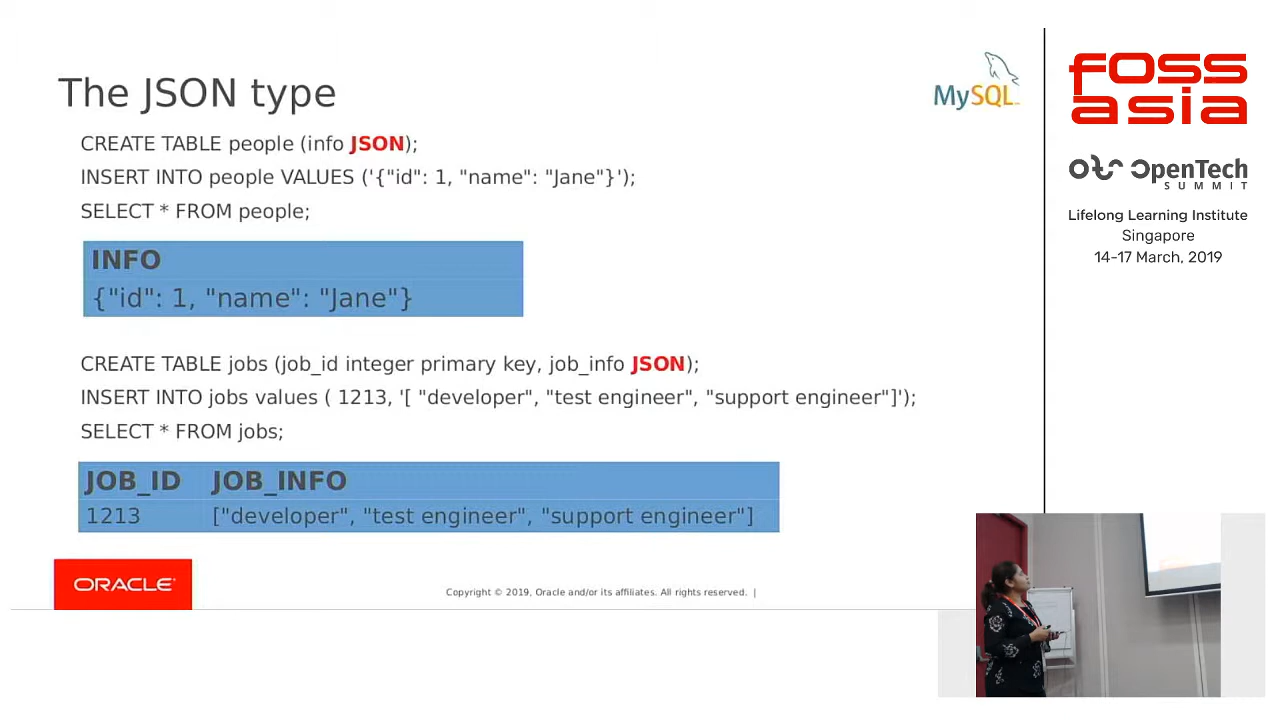 The JSON type
MySQL
CREATE TABLE people (info JSON);
INSERT INTO people VALUES ('{"id": 1, "name": "Jane"}');
SELECT * FROM people;
INFO
{"id": 1, "name": "Jane"}
CREATE TABLE jobs (job_id integer primary key, job_info JSON);
INSERT INTO jobs values ( 1213, '[ "developer", "test engineer", "support engineer"]');
SELECT * FROM jobs;
JOB_ID JOB_INFO
1213 ["developer", "test engineer", "support engineer"]
ORACLE
Copyright © 2019, Oracle and/or its affiliates. All rights reserved. |
FOSS
asia
OTS OpenTech
SUMMIT
Lifelong Learning Institute
Singapore
14-17 March, 2019